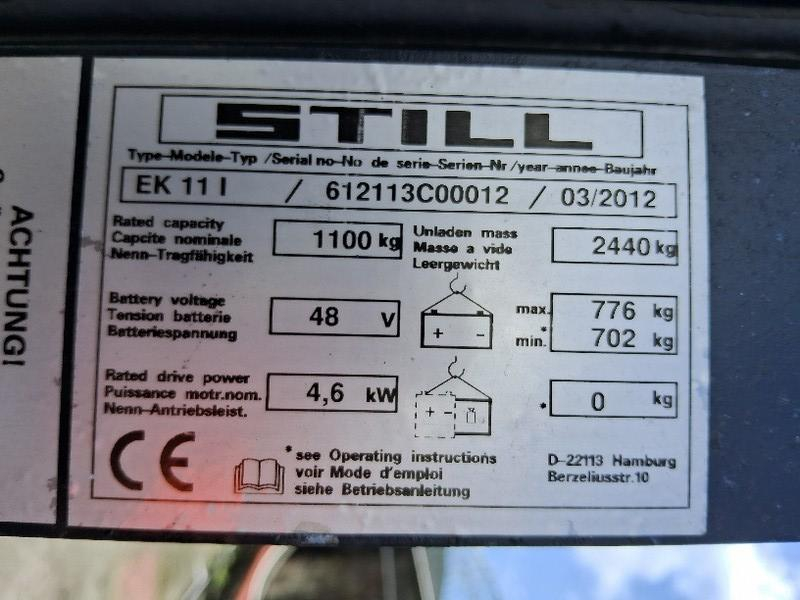 STILL
Type-Modele-Typ /Serial no-No de serie-Serien-Nr /year-annee-Baujahr
EK 11 I / 612113C00012 / 03/2012
Rated capacity
Capcite nominale
Nenn-Tragfähigkeit
1100 kg
Unladen mass
Masse a vide
Leergewicht
2440 kg
Battery voltage
Tension batterie
Batteriespannung
48 V
+ -
max. 776 kg
*
min. 702 kg
Rated drive power
Puissance motr.nom.
Nenn-Antriebsleist.
4,6 kW
+ -
* 0 kg
CE
*see Operating instructions
voir Mode d'emploi
siehe Betriebsanleitung
D-22113 Hamburg
Berzeliusstr.10
ACHTUNG!